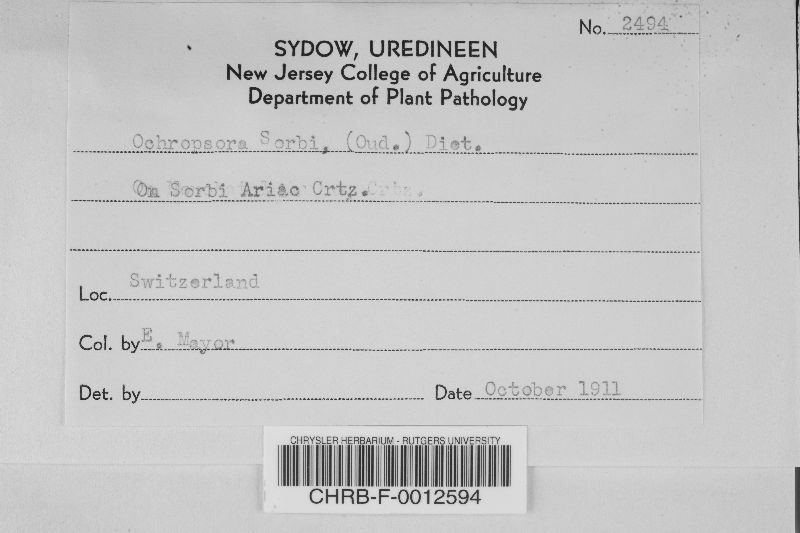 No. 2494
SYDOW, UREDINEEN
New Jersey College of Agriculture
Department of Plant Pathology
Ochropsora Sorbi, (Oud.) Diet.
On Sorbi Ariae Crtz.
Loc. Switzerland
Col. by E. Mayor
Det. by
Date October 1911
CHRYSLER HERBARIUM - RUTGERS UNIVERSITY
CHRB-F-0012594